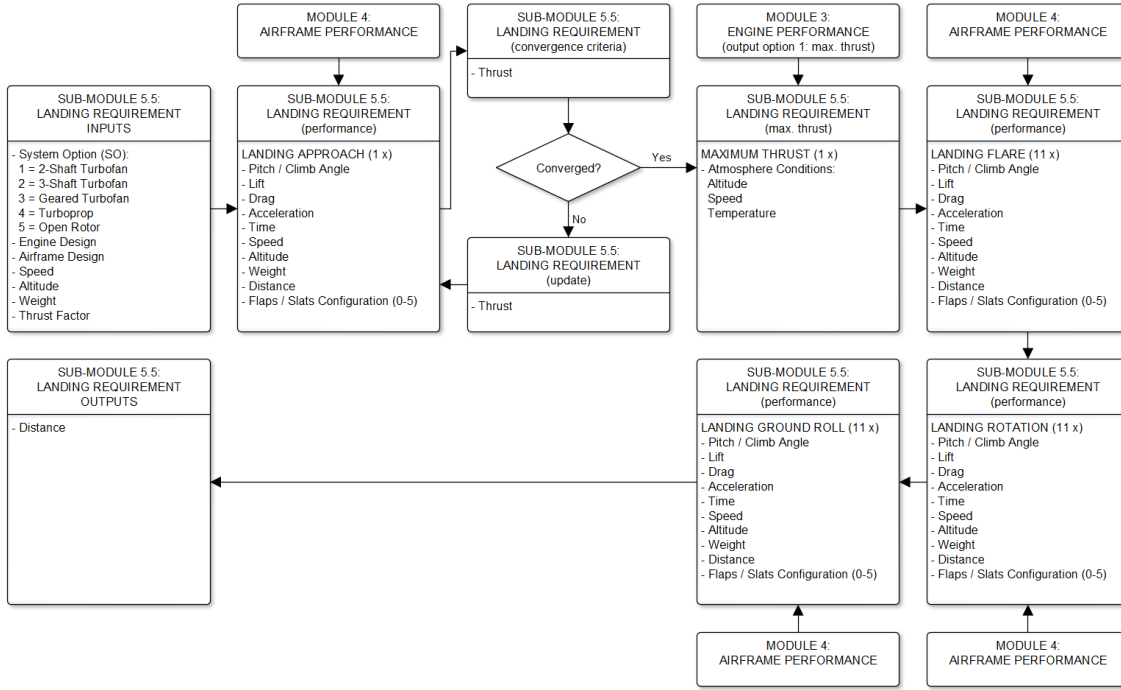 MODULE 4:
AIRFRAME PERFORMANCE
SUB-MODULE 5.5:
LANDING REQUIREMENT
(convergence criteria)
- Thrust
MODULE 3:
ENGINE PERFORMANCE
(output option 1: max. thrust)
MODULE 4:
AIRFRAME PERFORMANCE
SUB-MODULE 5.5:
LANDING REQUIREMENT
INPUTS
- System Option (SO):
1 = 2-Shaft Turbofan
2 = 3-Shaft Turbofan
3 = Geared Turbofan
4 = Turboprop
5 = Open Rotor
- Engine Design
- Airframe Design
- Speed
- Altitude
- Weight
- Thrust Factor
SUB-MODULE 5.5:
LANDING REQUIREMENT
(performance)
LANDING APPROACH (1 x)
- Pitch / Climb Angle
- Lift
- Drag
- Acceleration
- Time
- Speed
- Altitude
- Weight
- Distance
- Flaps / Slats Configuration (0-5)
Converged?
Yes
No
SUB-MODULE 5.5:
LANDING REQUIREMENT
(update)
- Thrust
SUB-MODULE 5.5:
LANDING REQUIREMENT
(max. thrust)
MAXIMUM THRUST (1 x)
- Atmosphere Conditions:
Altitude
Speed
Temperature
SUB-MODULE 5.5:
LANDING REQUIREMENT
(performance)
LANDING FLARE (11 x)
- Pitch / Climb Angle
- Lift
- Drag
- Acceleration
- Time
- Speed
- Altitude
- Weight
- Distance
- Flaps / Slats Configuration (0-5)
SUB-MODULE 5.5:
LANDING REQUIREMENT
OUTPUTS
- Distance
SUB-MODULE 5.5:
LANDING REQUIREMENT
(performance)
LANDING GROUND ROLL (11 x)
- Pitch / Climb Angle
- Lift
- Drag
- Acceleration
- Time
- Speed
- Altitude
- Weight
- Distance
- Flaps / Slats Configuration (0-5)
SUB-MODULE 5.5:
LANDING REQUIREMENT
(performance)
LANDING ROTATION (11 x)
- Pitch / Climb Angle
- Lift
- Drag
- Acceleration
- Time
- Speed
- Altitude
- Weight
- Distance
- Flaps / Slats Configuration (0-5)
MODULE 4:
AIRFRAME PERFORMANCE
MODULE 4:
AIRFRAME PERFORMANCE